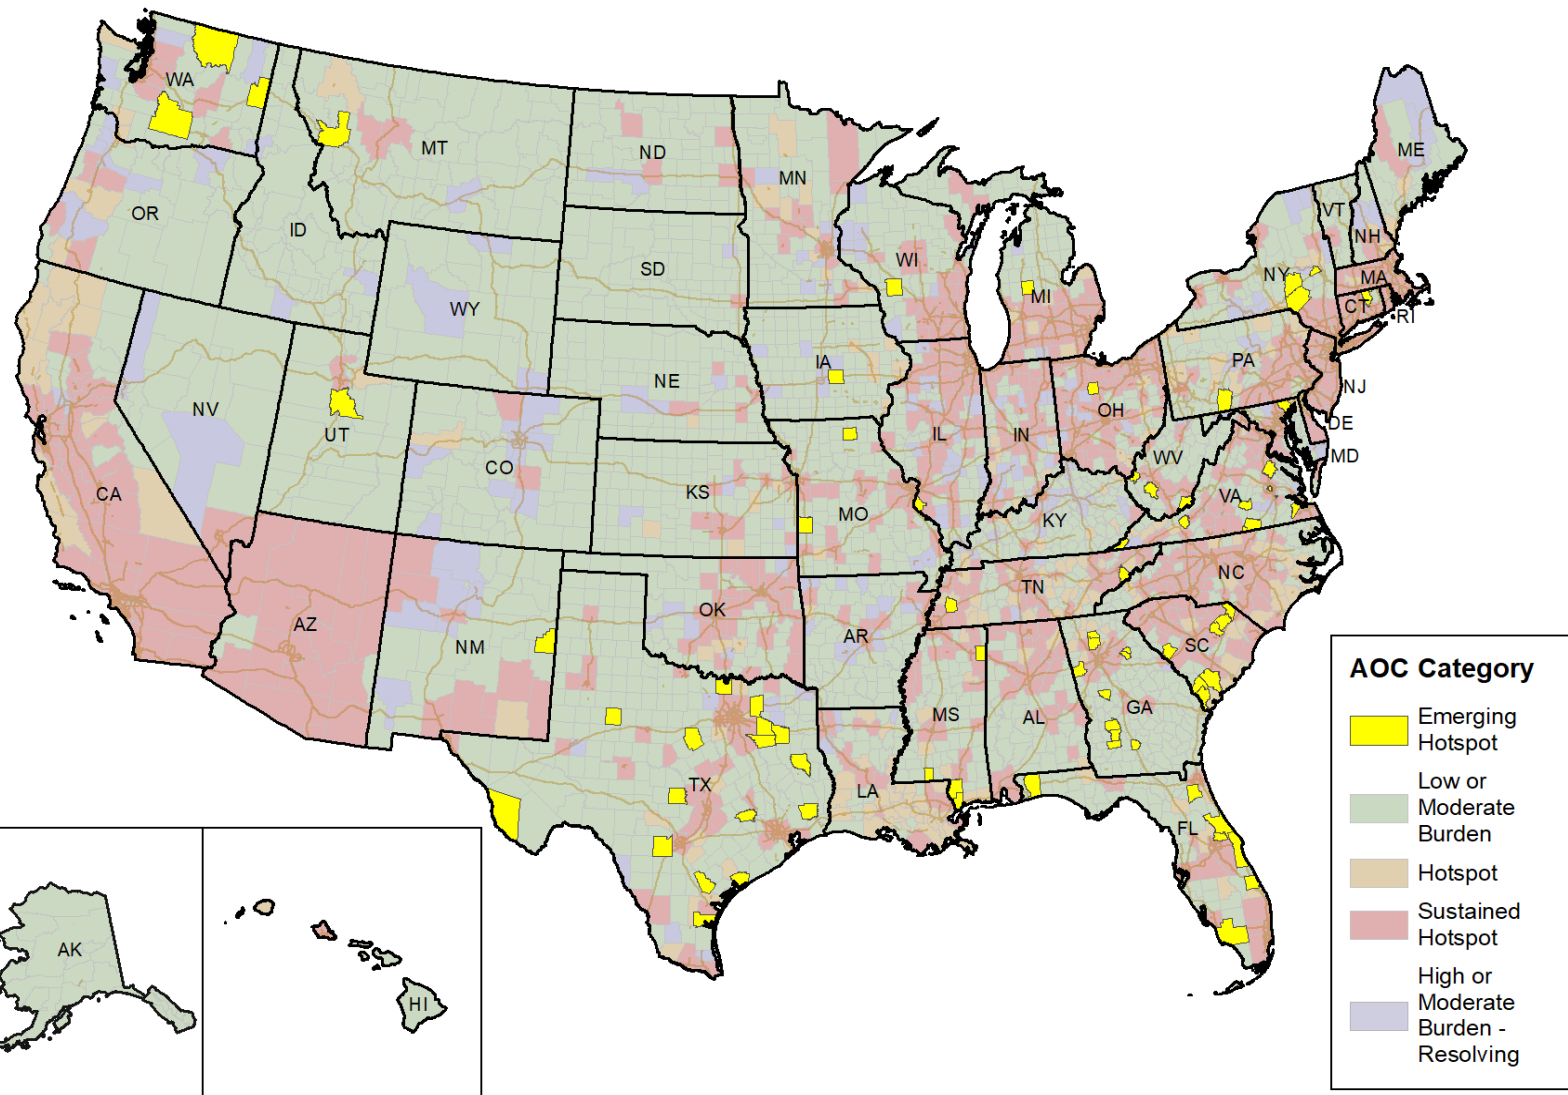 WA
MT
ND
MN
ME
OR
ID
SD
WI
VT
NH
NY
MA
MI
CT
RI
WY
IA
PA
NJ
NE
NV
UT
OH
DE
IL
IN
MD
WV
CO
CA
KS
MO
VA
KY
NC
TN
OK
AZ
NM
AR
SC
MS
AL
GA
TX
LA
FL
AK
HI
AOC Category
Emerging
Hotspot
Low or
Moderate
Burden
Hotspot
Sustained
Hotspot
High or
Moderate
Burden -
Resolving